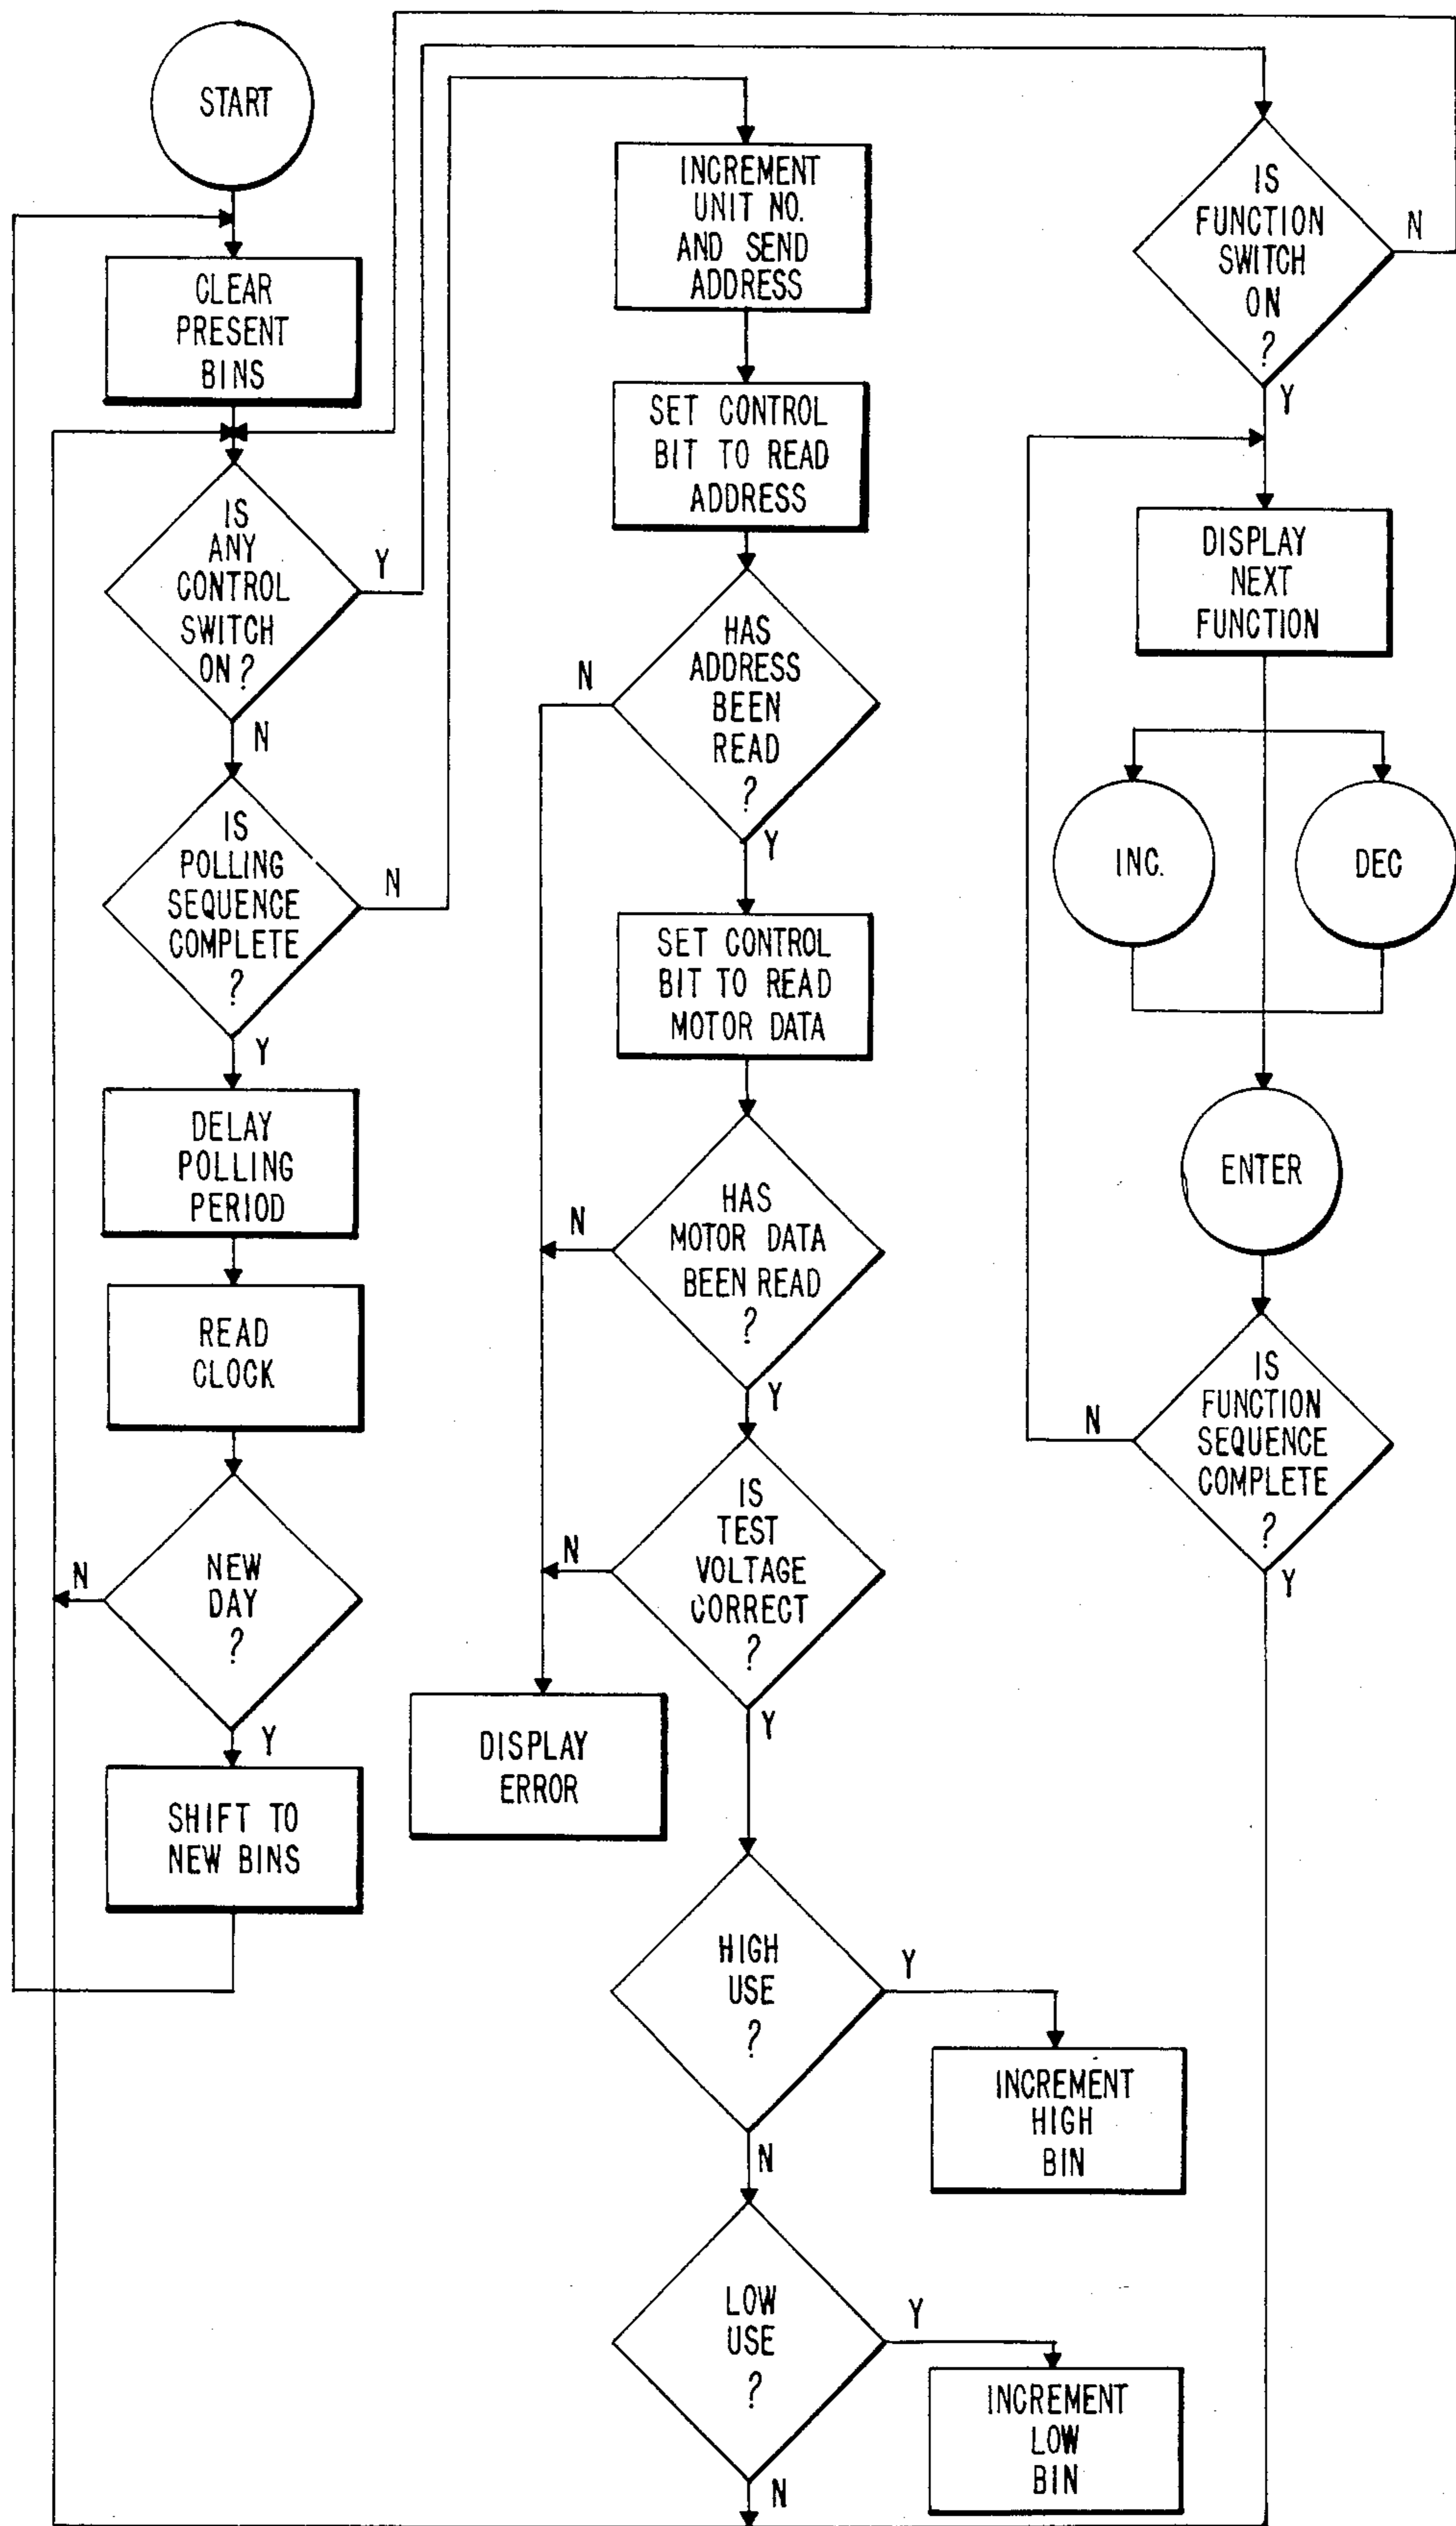 START
CLEAR
PRESENT
BINS
IS
ANY
CONTROL
SWITCH
ON?
Y
N
IS
POLLING
SEQUENCE
COMPLETE
?
N
Y
DELAY
POLLING
PERIOD
READ
CLOCK
NEW
DAY
?
N
Y
SHIFT TO
NEW BINS
INCREMENT
UNIT NO.
AND SEND
ADDRESS
SET CONTROL
BIT TO READ
ADDRESS
HAS
ADDRESS
BEEN
READ
?
N
Y
SET CONTROL
BIT TO READ
MOTOR DATA
HAS
MOTOR DATA
BEEN READ
?
N
Y
IS
TEST
VOLTAGE
CORRECT
?
N
Y
DISPLAY
ERROR
HIGH
USE
?
Y
N
INCREMENT
HIGH
BIN
LOW
USE
?
Y
N
INCREMENT
LOW
BIN
IS
FUNCTION
SWITCH
ON
?
N
Y
DISPLAY
NEXT
FUNCTION
INC.
DEC
ENTER
IS
FUNCTION
SEQUENCE
COMPLETE
?
N
Y